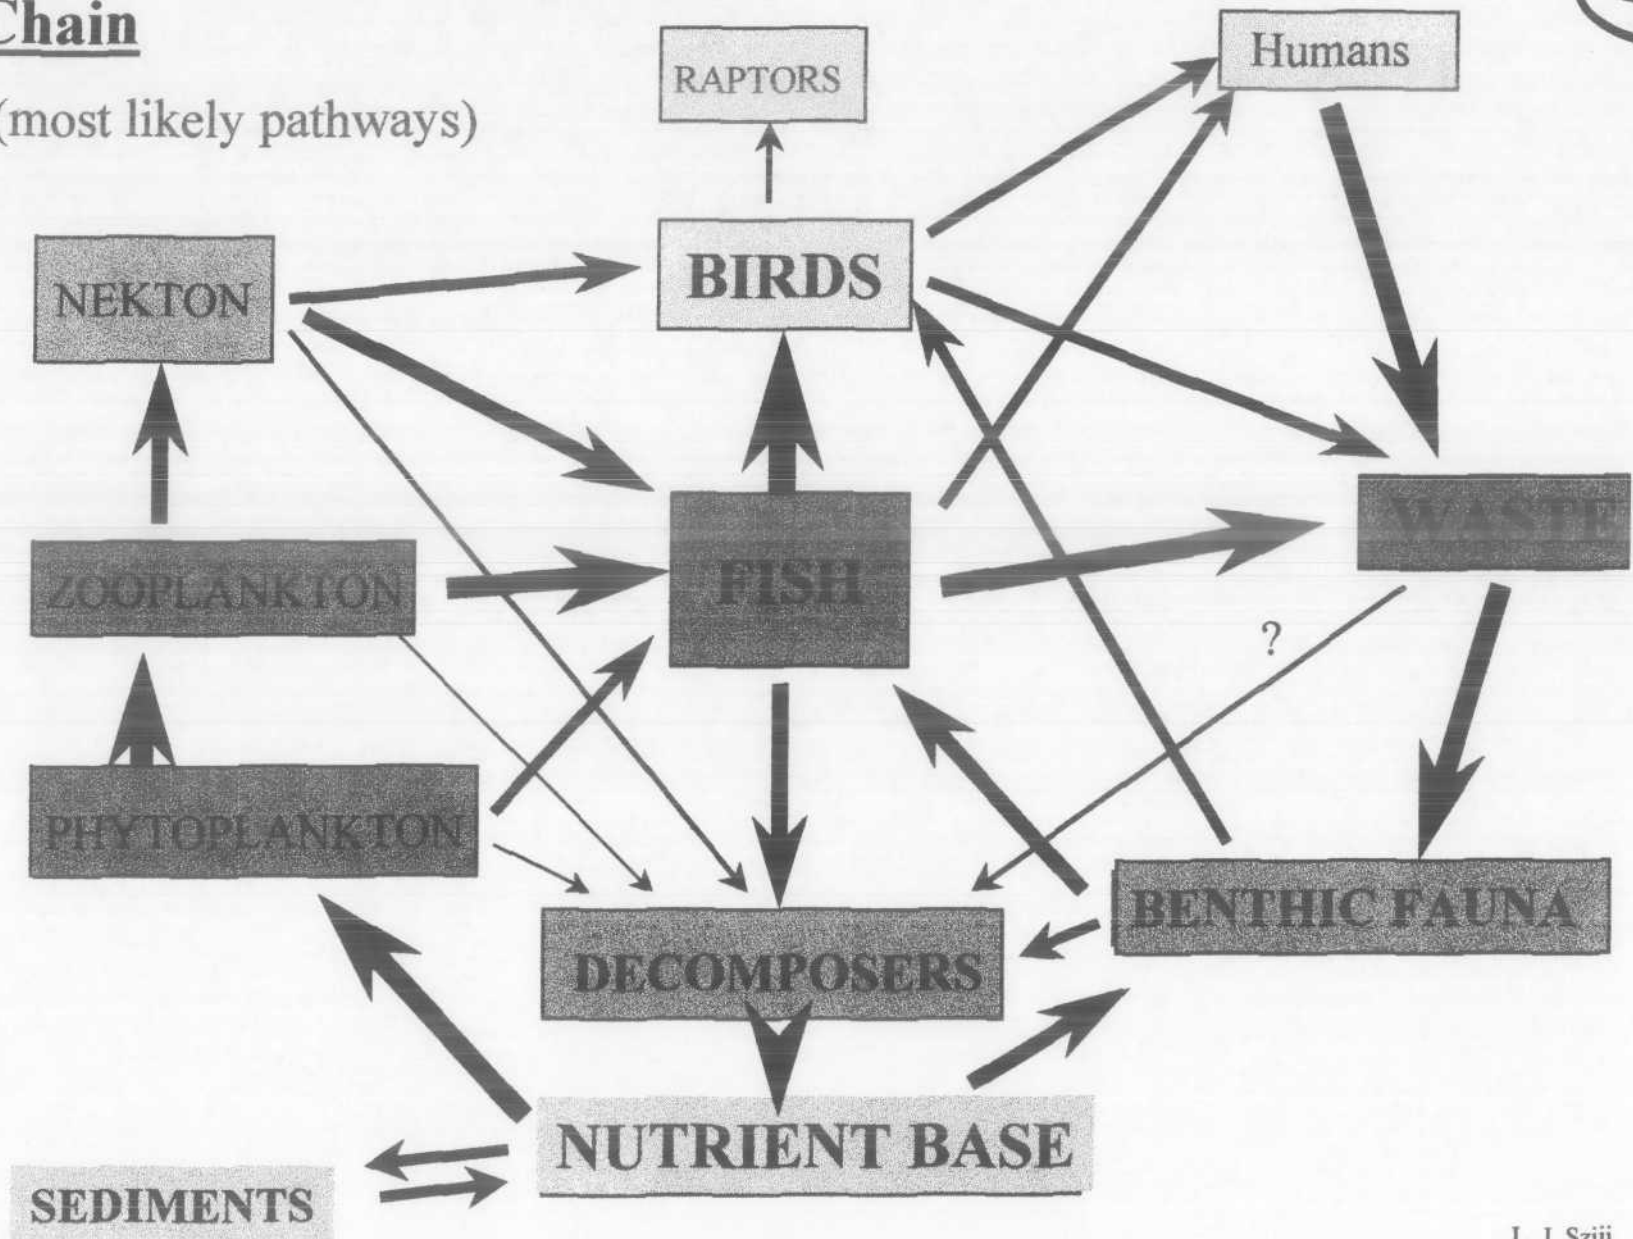 Chain
(most likely pathways)
RAPTORS
Humans
NEKTON
BIRDS
ZOOPLANKTON
FISH
WASTE
?
PHYTOPLANKTON
BENTHIC FAUNA
DECOMPOSERS
NUTRIENT BASE
SEDIMENTS